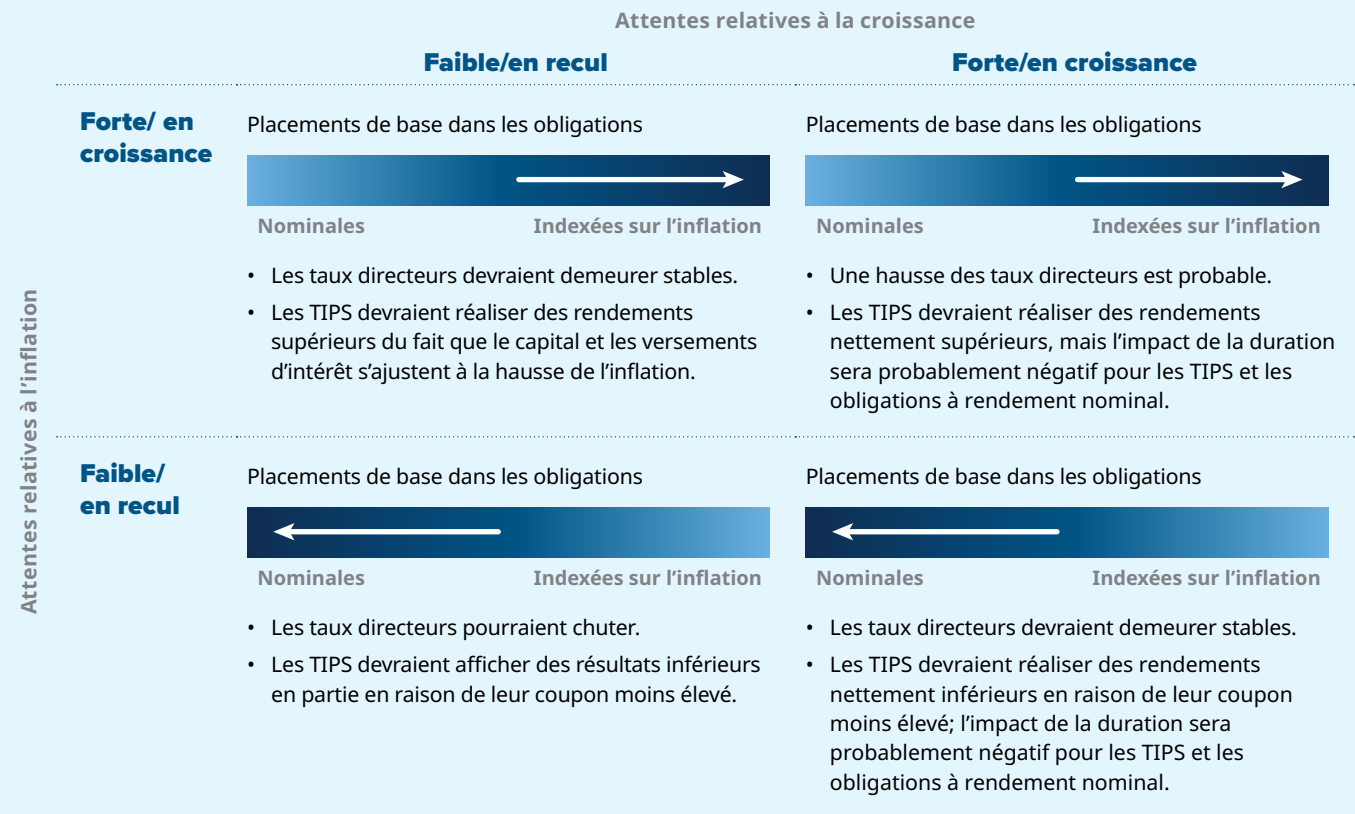 Attentes relatives à la croissance
Faible/en recul
Forte/en croissance
Attentes relatives à l’inflation
Forte/ en
croissance
Placements de base dans les obligations
Nominales
Indexées sur l’inflation
• Les taux directeurs devraient demeurer stables.
• Les TIPS devraient réaliser des rendements
supérieurs du fait que le capital et les versements
d’intérêt s’ajustent à la hausse de l’inflation.
Placements de base dans les obligations
Nominales
Indexées sur l’inflation
• Une hausse des taux directeurs est probable.
• Les TIPS devraient réaliser des rendements
nettement supérieurs, mais l’impact de la duration
sera probablement négatif pour les TIPS et les
obligations à rendement nominal.
Faible/
en recul
Placements de base dans les obligations
Nominales
Indexées sur l’inflation
• Les taux directeurs pourraient chuter.
• Les TIPS devraient afficher des résultats inférieurs
en partie en raison de leur coupon moins élevé.
Placements de base dans les obligations
Nominales
Indexées sur l’inflation
• Les taux directeurs devraient demeurer stables.
• Les TIPS devraient réaliser des rendements
nettement inférieurs en raison de leur coupon
moins élevé; l’impact de la duration sera
probablement négatif pour les TIPS et les
obligations à rendement nominal.